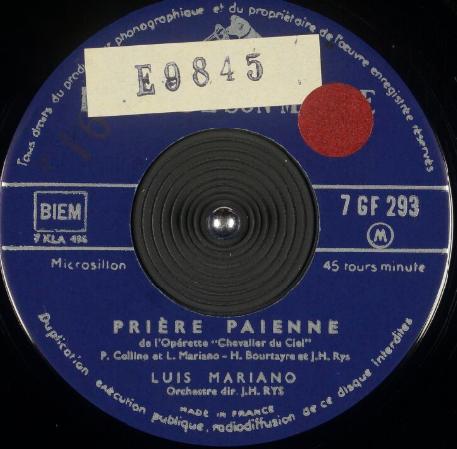 Tous droits du producteur phonographique et du propriétaire de l'œuvre enregistrée réservés
E9845
SON M E
BIEM
7 KLA 496
7 GF 293
M
Microsillon
45 tours minute
PRIÈRE PAIENNE
de l'Opérette "Chevalier du Ciel"
P. Colline et L. Mariano - H. Bourtayre et J.H. Rys
LUIS MARIANO
Orchestre dir. J.H. RYS
MADE IN FRANCE
Duplication exécution publique, radiodiffusion de ce disque interdites